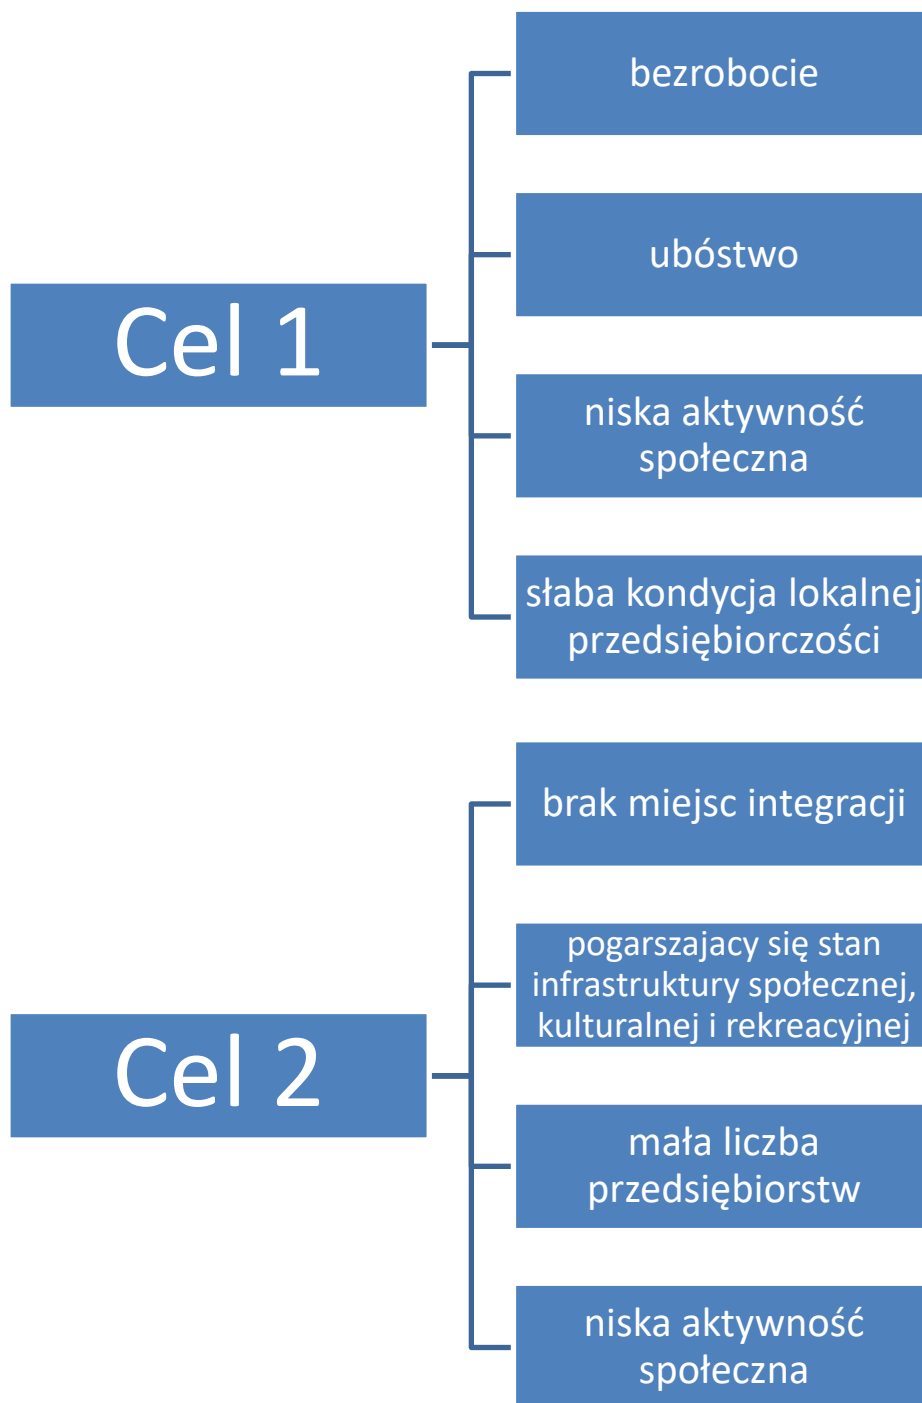 Cel 1
bezrobocie
ubóstwo
niska aktywność
społeczna
słaba kondycja lokalnej
przedsiębiorczości
Cel 2
brak miejsc integracji
pogarszajacy się stan
infrastruktury społecznej,
kulturalnej i rekreacyjnej
mała liczba
przedsiębiorstw
niska aktywność
społeczna